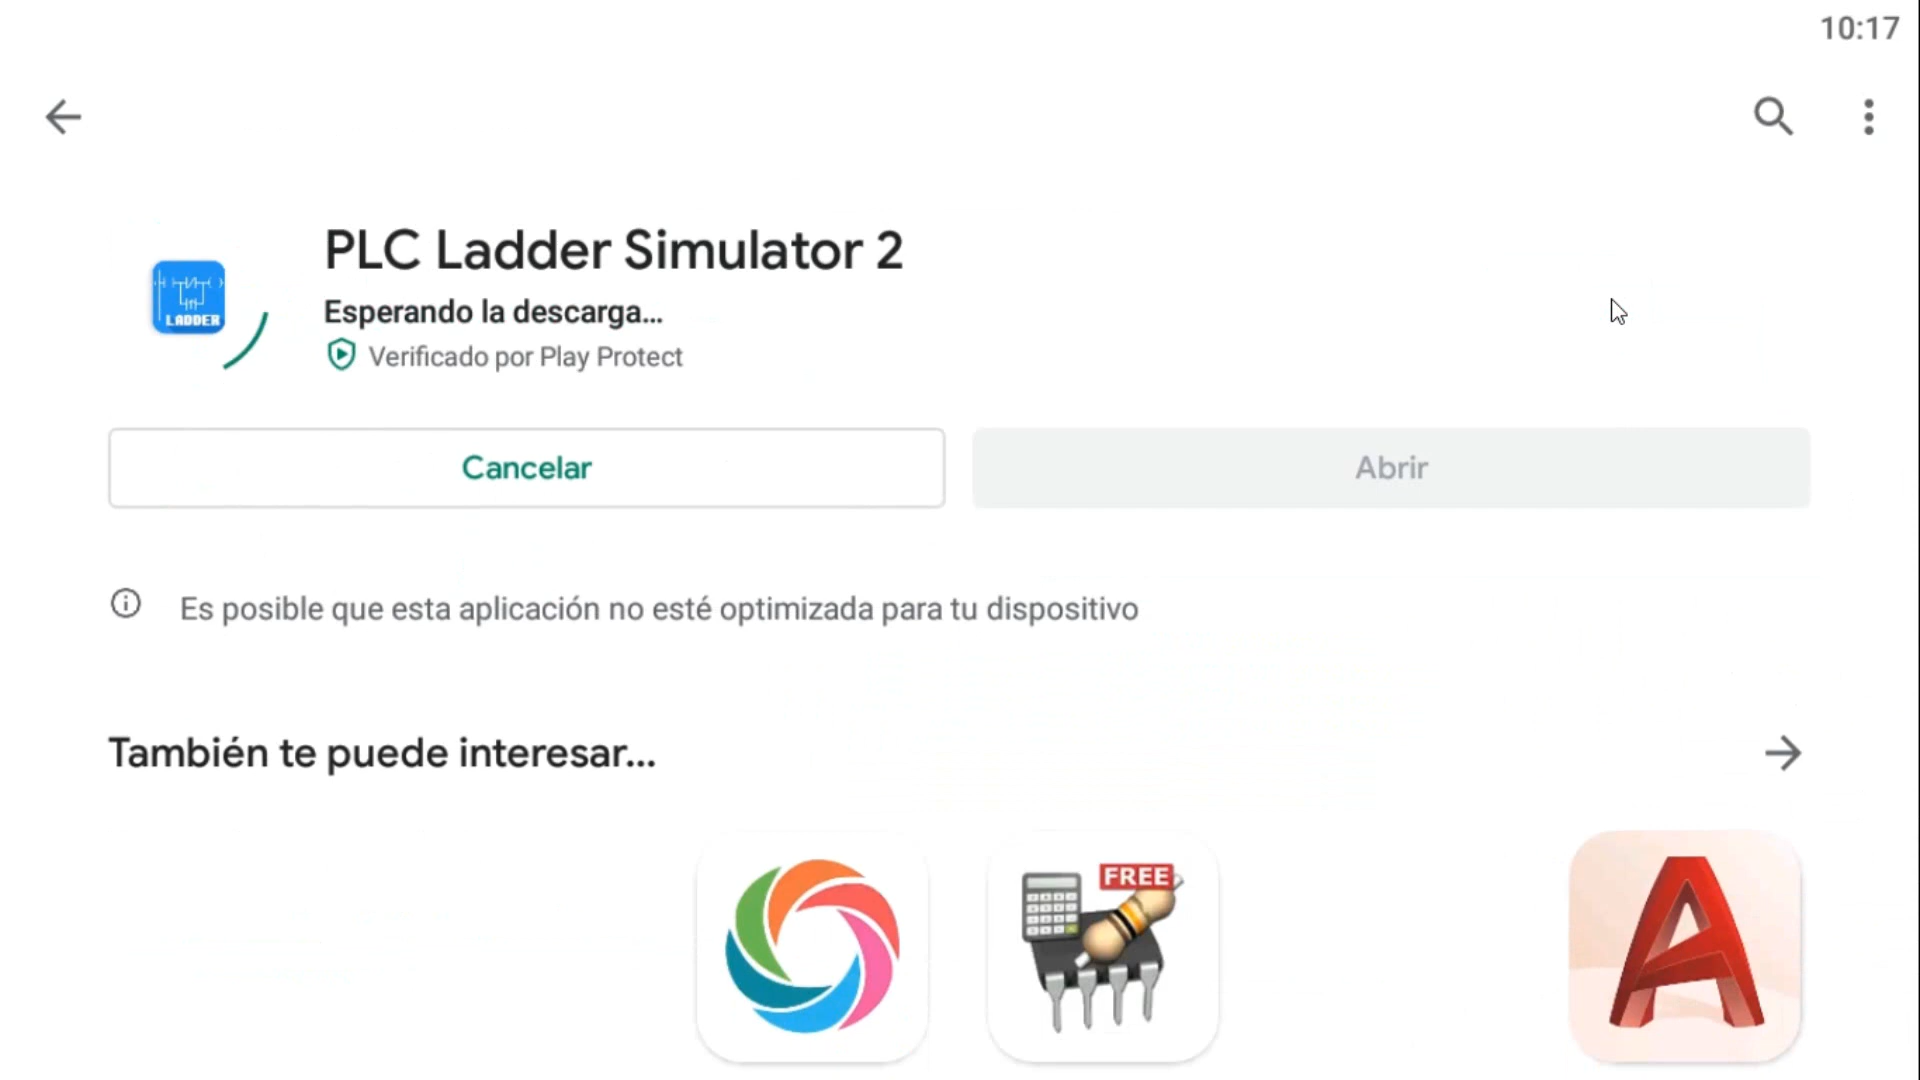 10:17
PLC Ladder Simulator 2
LADDER
Esperando la descarga...
Verificado por Play Protect
Cancelar
Abrir
Es posible que esta aplicación no esté optimizada para tu dispositivo
También te puede interesar...
FREE